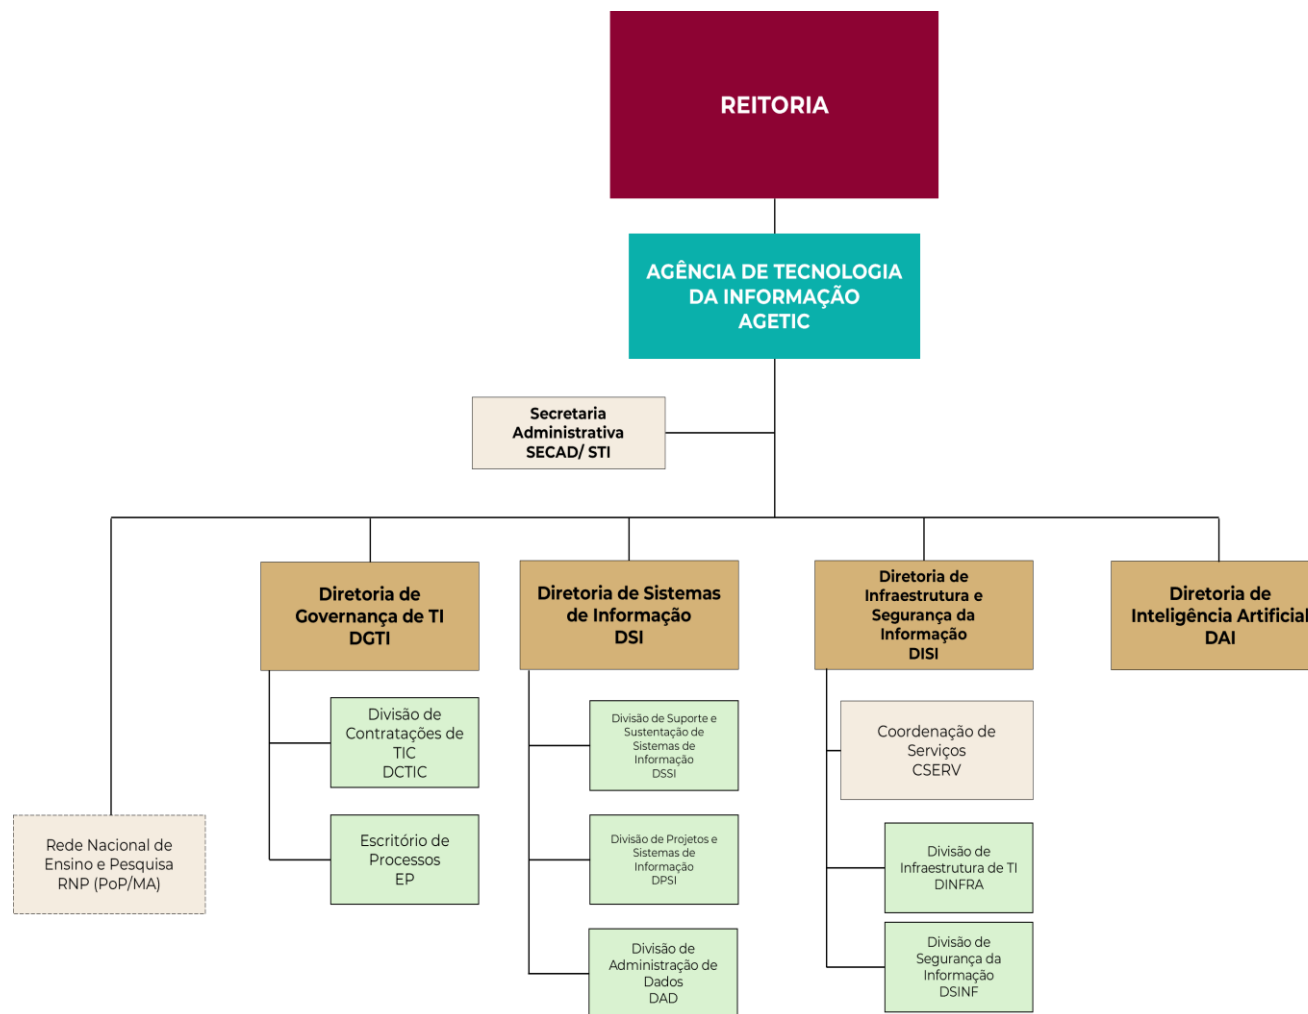 REITORIA
AGÊNCIA DE TECNOLOGIA
DA INFORMAÇÃO
AGETIC
Secretaria
Administrativa
SECAD/ STI
Diretoria de
Governança de TI
DGTI
Diretoria de Sistemas
de Informação
DSI
Diretoria de
Infraestrutura e
Segurança da
Informação
DISI
Diretoria de
Inteligência Artificial
DAI
Divisão de
Contratações de
TIC
DCTIC
Divisão de Suporte e
Sustentação de
Sistemas de
Informação
DSSI
Coordenação de
Serviços
CSERV
Rede Nacional de
Ensino e Pesquisa
RNP (PoP/MA)
Escritório de
Processos
EP
Divisão de Projetos e
Sistemas de
Informação
DPSI
Divisão de
Infraestrutura de TI
DINFRA
Divisão de
Administração de
Dados
DAD
Divisão de
Segurança da
Informação
DSINF